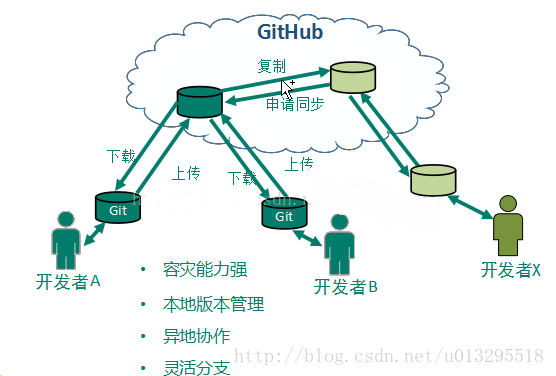 GitHub
复制
申请同步
下载
上传
下载
上传
Git
Git
开发者A
开发者B
开发者X
• 容灾能力强
• 本地版本管理
• 异地协作
• 灵活分支
http://blog.csdn.net/u013295518